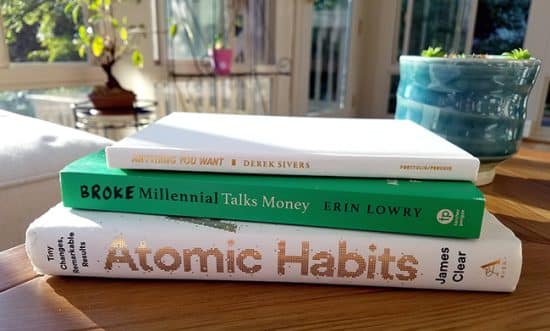 ANYTHING YOU WANT DEREK SIVERS PORTFOLIO/PENGUIN
BROKE Millennial Talks Money ERIN LOWRY
Tiny
Changes,
Remarkable
Results
Atomic Habits
James
Clear